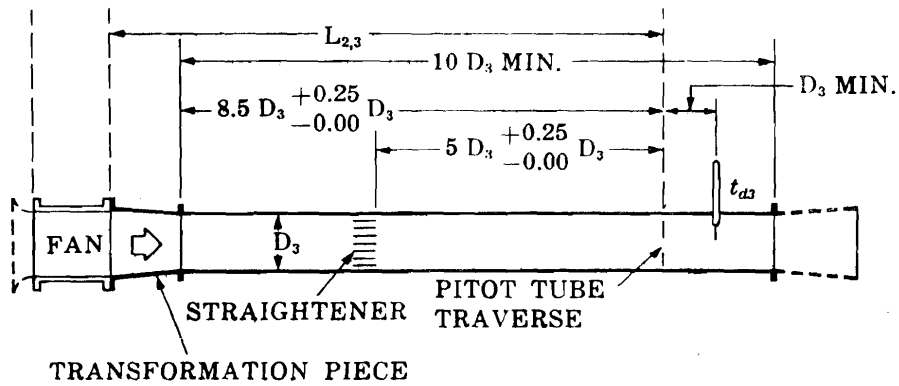 L2,3
10 D3 MIN.
D3 MIN.
8.5 D3 +0.25 -0.00 D3
5 D3 +0.25 -0.00 D3
td3
FAN
D3
STRAIGHTENER
PITOT TUBE
TRAVERSE
TRANSFORMATION PIECE